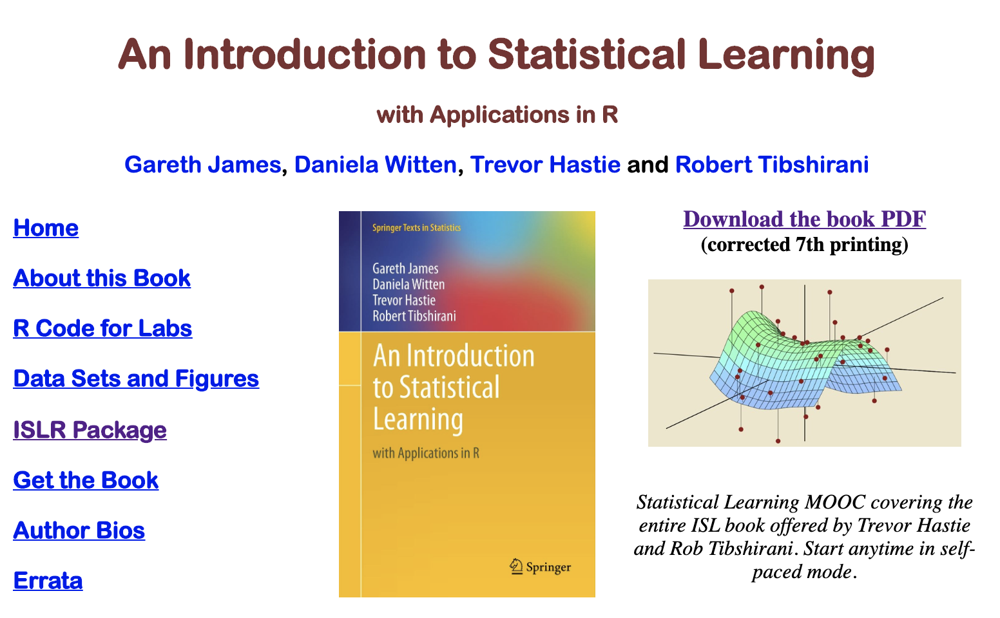 An Introduction to Statistical Learning
with Applications in R
Gareth James, Daniela Witten, Trevor Hastie and Robert Tibshirani
Home
About this Book
R Code for Labs
Data Sets and Figures
ISLR Package
Get the Book
Author Bios
Errata
Springer Texts in Statistics
Gareth James
Daniela Witten
Trevor Hastie
Robert Tibshirani
An Introduction
to Statistical
Learning
with Applications in R
Springer
Download the book PDF
(corrected 7th printing)
Statistical Learning MOOC covering the
entire ISL book offered by Trevor Hastie
and Rob Tibshirani. Start anytime in self-
paced mode.